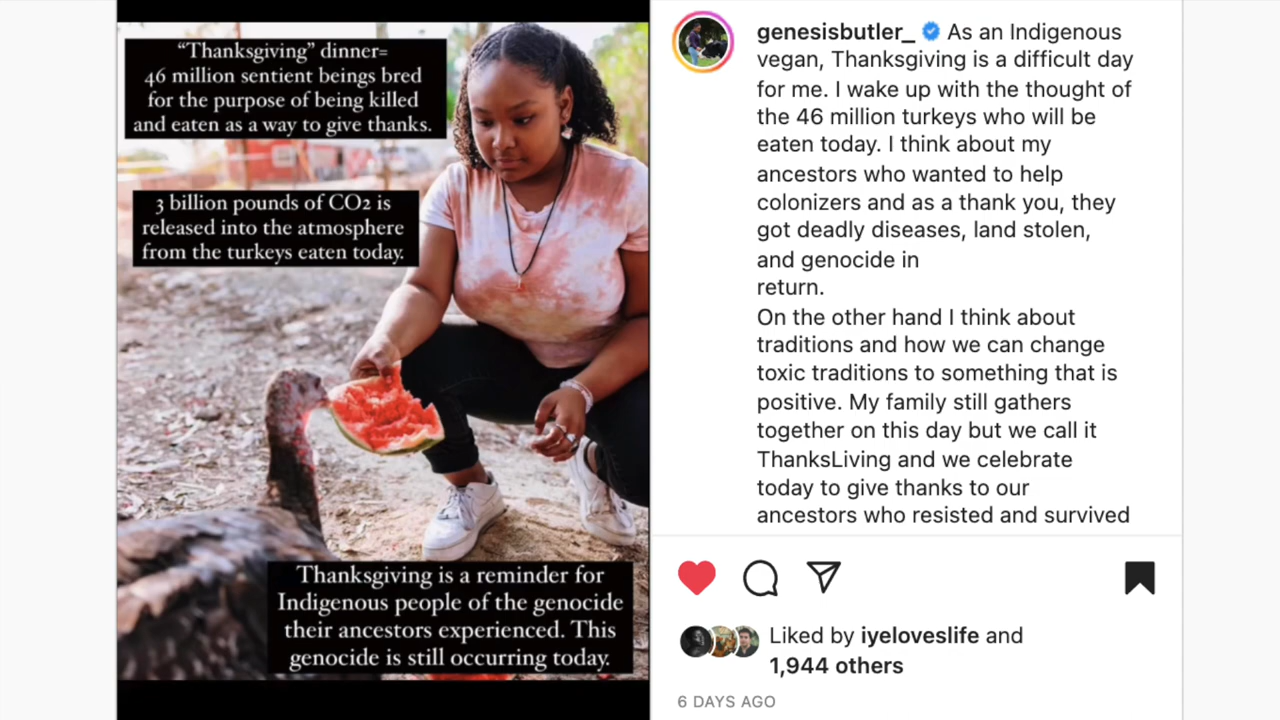 “Thanksgiving” dinner=
46 million sentient beings bred
for the purpose of being killed
and eaten as a way to give thanks.
3 billion pounds of CO2 is
released into the atmosphere
from the turkeys eaten today.
Thanksgiving is a reminder for
Indigenous people of the genocide
their ancestors experienced. This
genocide is still occurring today.
genesisbutler_ As an Indigenous
vegan, Thanksgiving is a difficult day
for me. I wake up with the thought of
the 46 million turkeys who will be
eaten today. I think about my
ancestors who wanted to help
colonizers and as a thank you, they
got deadly diseases, land stolen,
and genocide in
return.
On the other hand I think about
traditions and how we can change
toxic traditions to something that is
positive. My family still gathers
together on this day but we call it
ThanksLiving and we celebrate
today to give thanks to our
ancestors who resisted and survived
Liked by iyeloveslife and
1,944 others
6 DAYS AGO